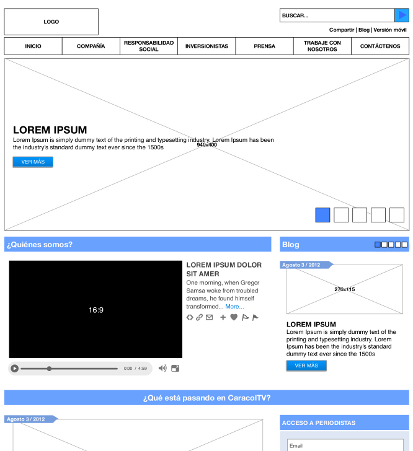 LOGO
BUSCAR...
Compartir | Blog | Versión móvil
INICIO
COMPAÑÍA
RESPONSABILIDAD
SOCIAL
INVERSIONISTAS
PRENSA
TRABAJE CON
NOSOTROS
CONTÁCTENOS
940x400
LOREM IPSUM
Lorem Ipsum is simply dummy text of the printing and typesetting industry. Lorem Ipsum has been
the industry's standard dummy text ever since the 1500s
VER MÁS
¿Quiénes somos?
16:9
0:00 / 4:58
LOREM IPSUM DOLOR
SIT AMER
One morning, when Gregor
Samsa woke from troubled
dreams, he found himself
transformed... More...
Blog
Agosto 3 / 2012
270x115
LOREM IPSUM
Lorem Ipsum is simply dummy text of the
printing and typesetting industry. Lorem
Ipsum has been the industry's standard
dummy text ever since the 1500s
VER MÁS
¿Qué está pasando en CaracolTV?
Agosto 3 / 2012
ACCESO A PERIODISTAS
Email